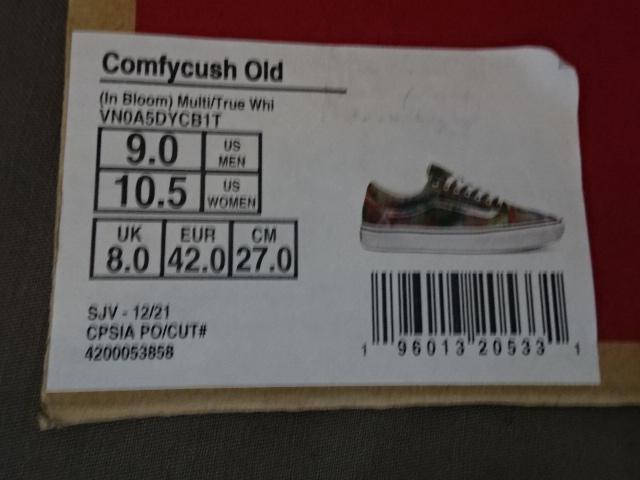 Comfycush Old
(In Bloom) Multi/True Whi
VN0A5DYCB1T
9.0 US MEN
10.5 US WOMEN
UK EUR CM
8.0 42.0 27.0
SJV - 12/21
CPSIA PO/CUT#
4200053858
1 96013 20533 1